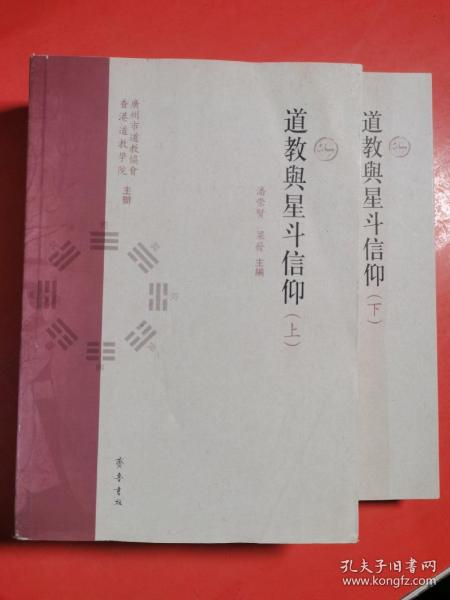 道教與星斗信仰(上)
潘崇賢 梁發 主編
廣州市道教協會
香港道教學院
主辦
齊魯書社
道教與星斗信仰(下)
孔夫子旧书网
www.kongfz.com